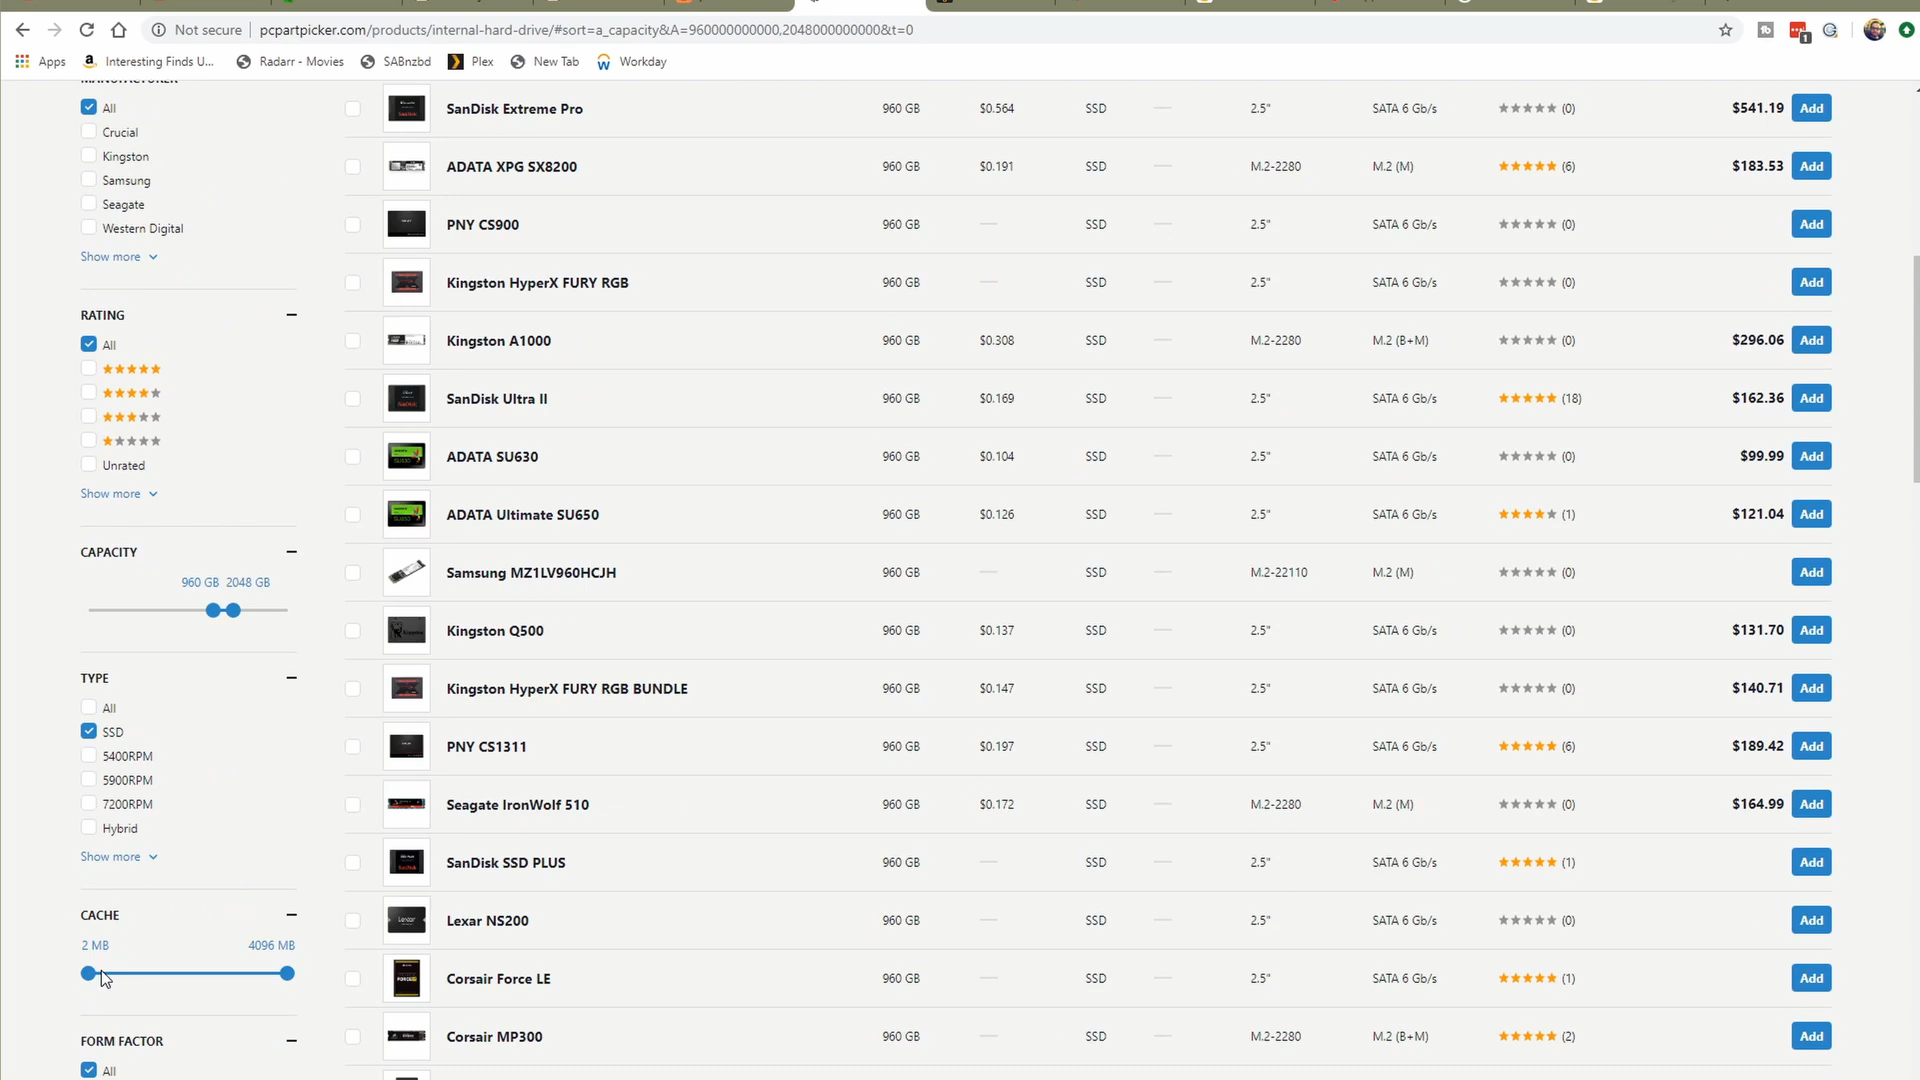 Not secure | pcpartpicker.com/products/internal-hard-drive/#sort=a_capacity&A=960000000000,2048000000000&t=0
1
Apps Interesting Finds U... Radarr - Movies SABnzbd Plex New Tab Workday
MANUFACTURER
All
Crucial
Kingston
Samsung
Seagate
Western Digital
Show more
RATING
All
Unrated
Show more
CAPACITY
960 GB 2048 GB
TYPE
All
SSD
5400RPM
5900RPM
7200RPM
Hybrid
Show more
CACHE
2 MB 4096 MB
FORM FACTOR
All
SanDisk Extreme Pro 960 GB $0.564 SSD 2.5" SATA 6 Gb/s (0) $541.19 Add
ADATA XPG SX8200 960 GB $0.191 SSD M.2-2280 M.2 (M) (6) $183.53 Add
PNY CS900 960 GB SSD 2.5" SATA 6 Gb/s (0) Add
Kingston HyperX FURY RGB 960 GB SSD 2.5" SATA 6 Gb/s (0) Add
Kingston A1000 960 GB $0.308 SSD M.2-2280 M.2 (B+M) (0) $296.06 Add
SanDisk Ultra II 960 GB $0.169 SSD 2.5" SATA 6 Gb/s (18) $162.36 Add
ADATA SU630 960 GB $0.104 SSD 2.5" SATA 6 Gb/s (0) $99.99 Add
ADATA Ultimate SU650 960 GB $0.126 SSD 2.5" SATA 6 Gb/s (1) $121.04 Add
Samsung MZ1LV960HCJH 960 GB SSD M.2-22110 M.2 (M) (0) Add
Kingston Q500 960 GB $0.137 SSD 2.5" SATA 6 Gb/s (0) $131.70 Add
Kingston HyperX FURY RGB BUNDLE 960 GB $0.147 SSD 2.5" SATA 6 Gb/s (0) $140.71 Add
PNY CS1311 960 GB $0.197 SSD 2.5" SATA 6 Gb/s (6) $189.42 Add
Seagate IronWolf 510 960 GB $0.172 SSD M.2-2280 M.2 (M) (0) $164.99 Add
SanDisk SSD PLUS 960 GB SSD 2.5" SATA 6 Gb/s (1) Add
Lexar NS200 960 GB SSD 2.5" SATA 6 Gb/s (0) Add
Corsair Force LE 960 GB SSD 2.5" SATA 6 Gb/s (1) Add
Corsair MP300 960 GB SSD M.2-2280 M.2 (B+M) (2) Add